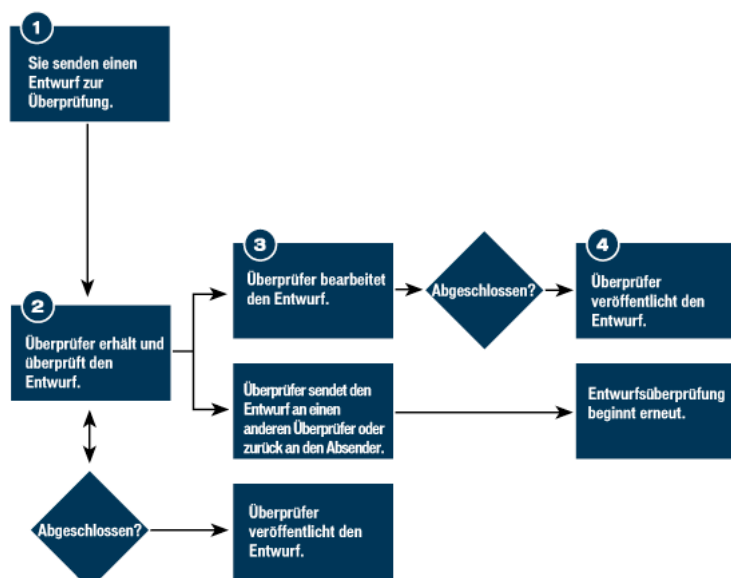 1
Sie senden einen
Entwurf zur
Überprüfung.
2
Überprüfer erhält und
überprüft den
Entwurf.
3
Überprüfer bearbeitet
den Entwurf.
Abgeschlossen?
4
Überprüfer
veröffentlicht den
Entwurf.
Überprüfer sendet den
Entwurf an einen
anderen Überprüfer oder
zurück an den Absender.
Entwurfsüberprüfung
beginnt erneut.
Abgeschlossen?
Überprüfer
veröffentlicht den
Entwurf.